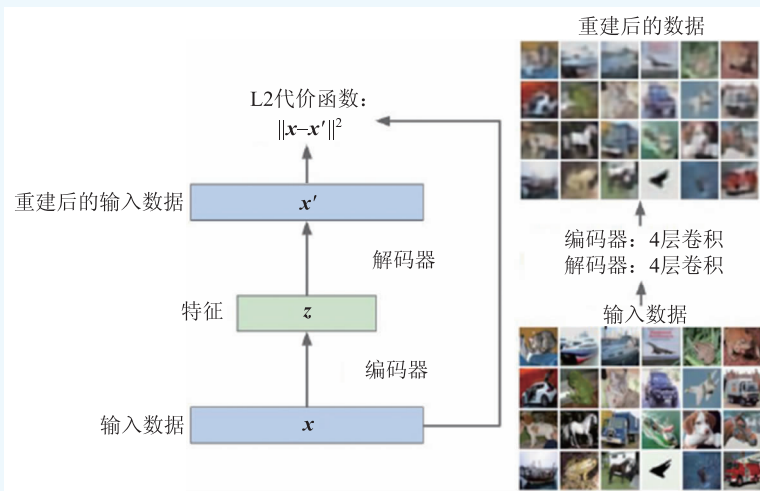 重建后的数据
L2代价函数：
||x–x′||²
重建后的输入数据
x′
解码器
编码器：4层卷积
解码器：4层卷积
特征
z
输入数据
编码器
输入数据
x